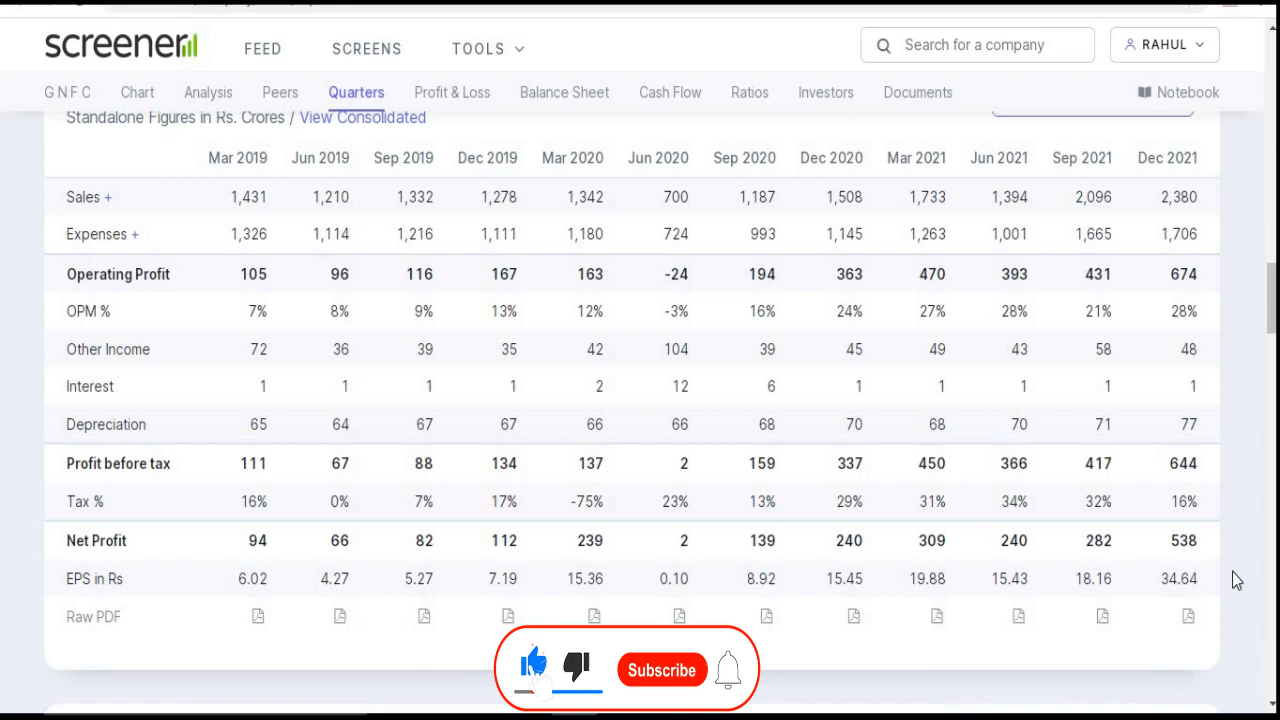 screener FEED SCREENS TOOLS Search for a company RAHUL
G N F C Chart Analysis Peers Quarters Profit & Loss Balance Sheet Cash Flow Ratios Investors Documents Notebook
Standalone Figures in Rs. Crores / View Consolidated
Mar 2019 Jun 2019 Sep 2019 Dec 2019 Mar 2020 Jun 2020 Sep 2020 Dec 2020 Mar 2021 Jun 2021 Sep 2021 Dec 2021
Sales + 1,431 1,210 1,332 1,278 1,342 700 1,187 1,508 1,733 1,394 2,096 2,380
Expenses + 1,326 1,114 1,216 1,111 1,180 724 993 1,145 1,263 1,001 1,665 1,706
Operating Profit 105 96 116 167 163 -24 194 363 470 393 431 674
OPM % 7% 8% 9% 13% 12% -3% 16% 24% 27% 28% 21% 28%
Other Income 72 36 39 35 42 104 39 45 49 43 58 48
Interest 1 1 1 1 2 12 6 1 1 1 1 1
Depreciation 65 64 67 67 66 66 68 70 68 70 71 77
Profit before tax 111 67 88 134 137 2 159 337 450 366 417 644
Tax % 16% 0% 7% 17% -75% 23% 13% 29% 31% 34% 32% 16%
Net Profit 94 66 82 112 239 2 139 240 309 240 282 538
EPS in Rs 6.02 4.27 5.27 7.19 15.36 0.10 8.92 15.45 19.88 15.43 18.16 34.64
Raw PDF
Subscribe